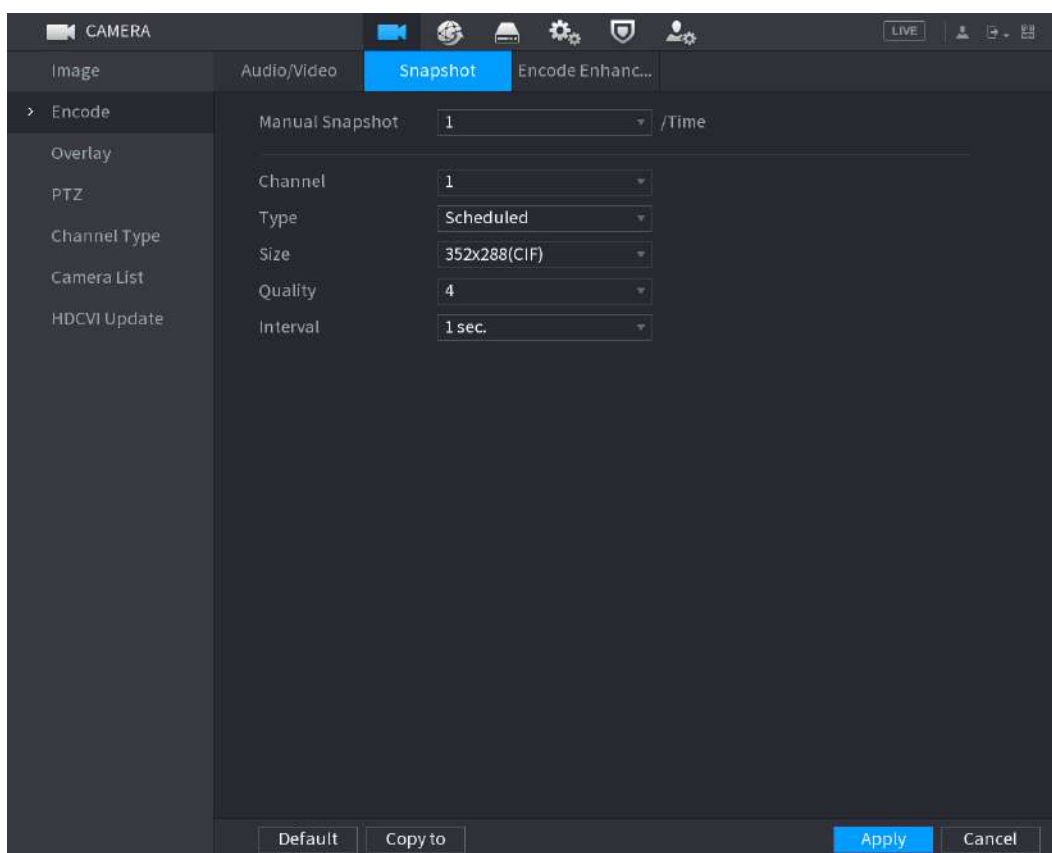 CAMERA
LIVE
Image
Audio/Video
Snapshot
Encode Enhanc...
Encode
Manual Snapshot
1
/Time
Overlay
Channel
1
PTZ
Type
Scheduled
Channel Type
Size
352x288(CIF)
Camera List
Quality
4
HDCVI Update
Interval
1 sec.
Default
Copy to
Apply
Cancel